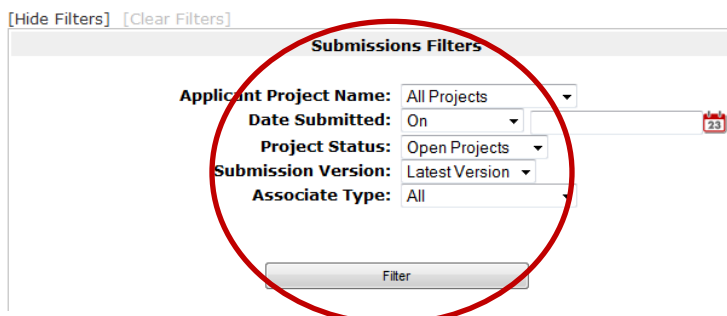 [Hide Filters] [Clear Filters]
Submissions Filters
Applicant Project Name: All Projects
Date Submitted: On 23
Project Status: Open Projects
Submission Version: Latest Version
Associate Type: All
Filter